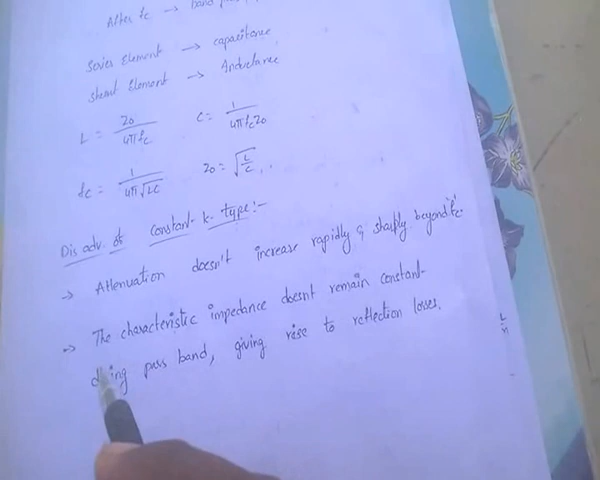 After fc → band pas
Series Element → capacitance
Shunt Element → Inductance
L = Z0 / 4πfc   C = 1 / 4πfcZ0
fc = 1 / 4π√LC   Z0 = √L/C
Dis adv. of Constant-k. type:-
→ Attenuation doesn't increase rapidly & sharply beyond 'fc'.
→ The characteristic impedance doesnt remain constant-
during pass band, giving rise to reflection losses.